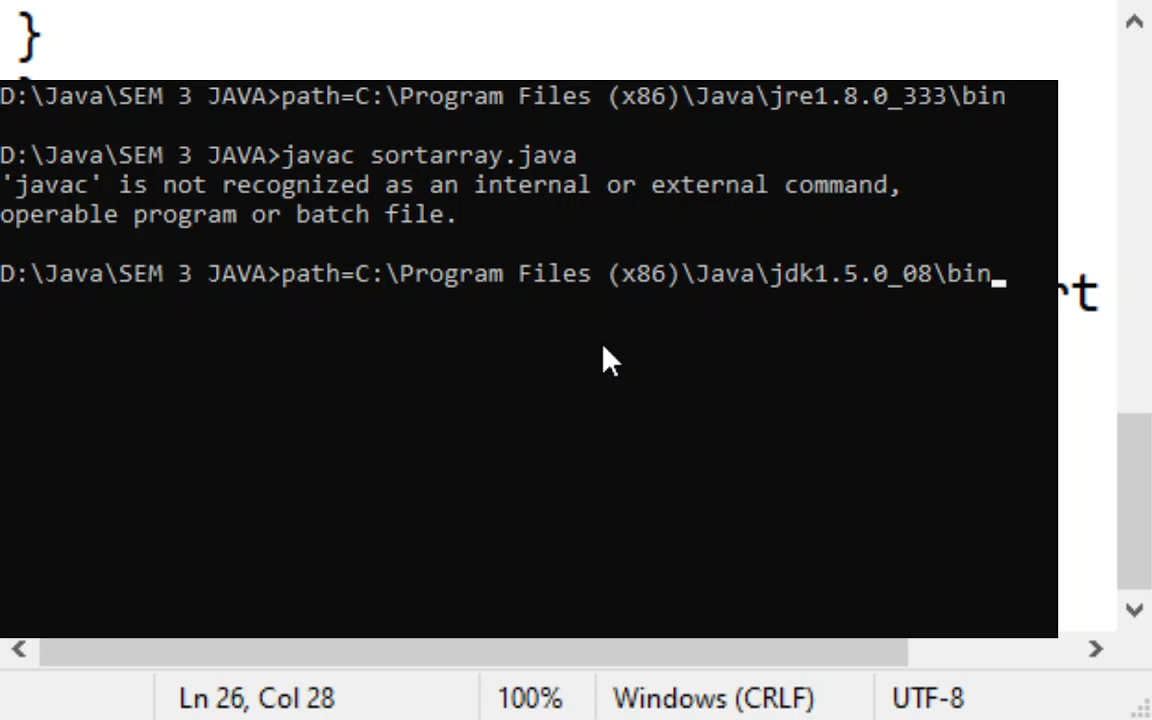 }
D:\Java\SEM 3 JAVA>path=C:\Program Files (x86)\Java\jre1.8.0_333\bin
D:\Java\SEM 3 JAVA>javac sortarray.java
'javac' is not recognized as an internal or external command,
operable program or batch file.
D:\Java\SEM 3 JAVA>path=C:\Program Files (x86)\Java\jdk1.5.0_08\bin
Ln 26, Col 28 100% Windows (CRLF) UTF-8